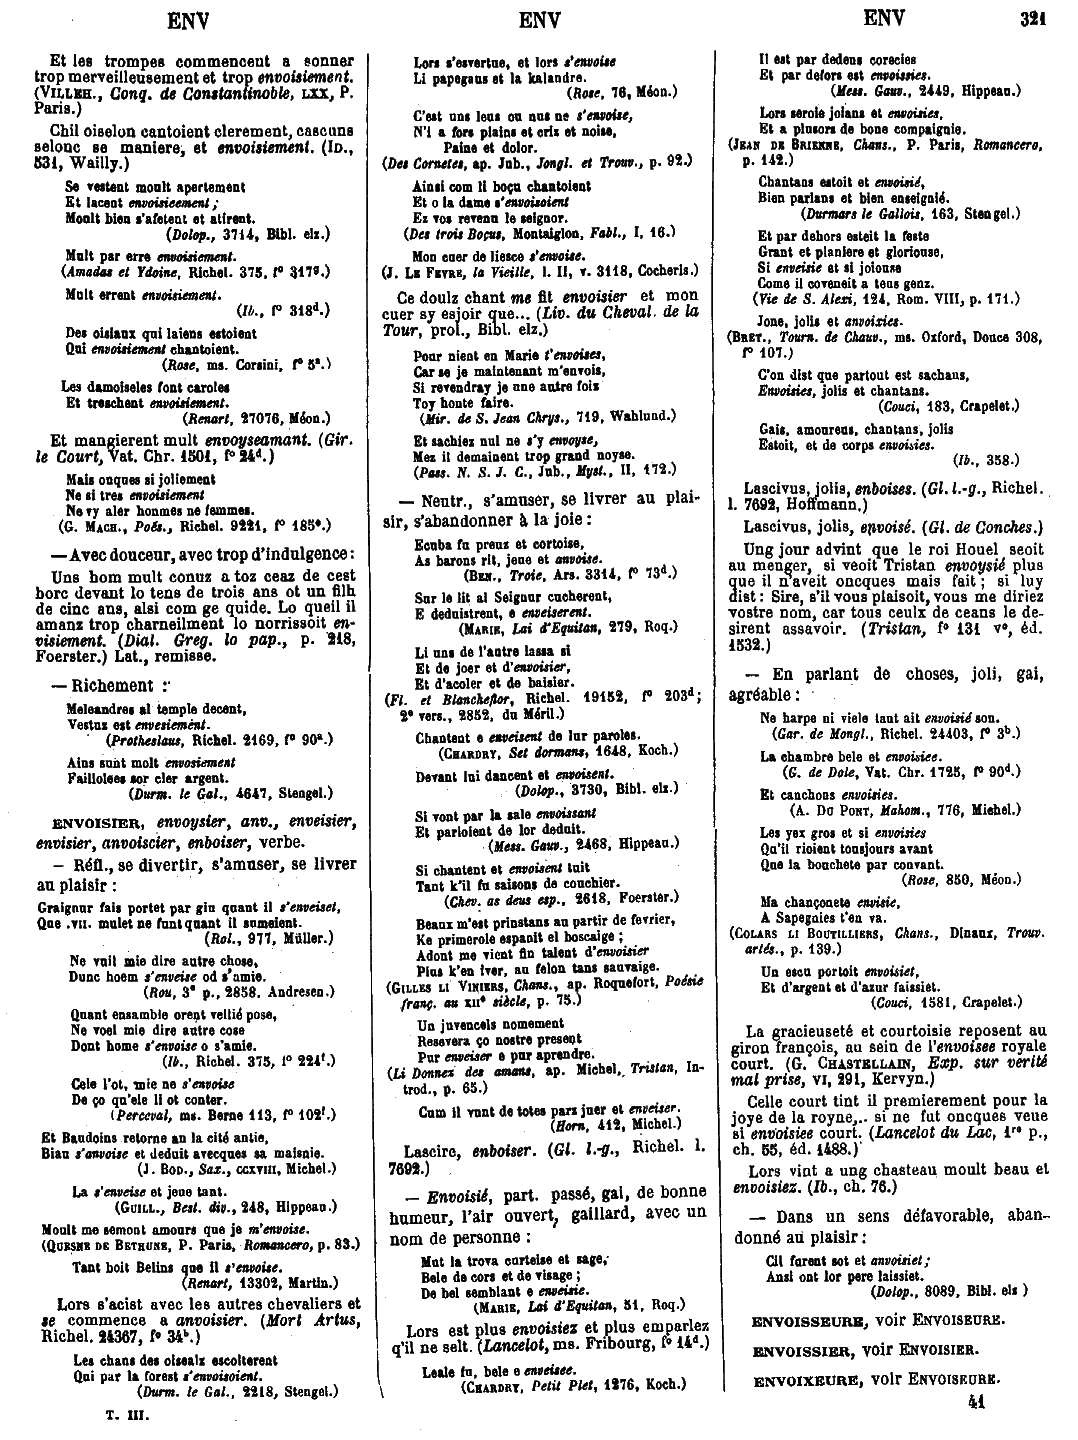 ENV
ENV
ENV
321
Et les trompes commencent a sonner
trop merveilleusement et trop envoisiement.
(VILLEH., Conq. de Constantinoble, LXX, P.
Paris.)
Chil oiselon cantoient clerement, cascuns
selonc se maniere, et envoisiement. (ID.,
531, Wailly.)
Se vestent moult apertement
Et lacent envoisieement ;
Moult bien s'afetent et atirent.
(Dolop., 3714, Bibl. elz.)
Mult par erre envoisiement.
(Amadas et Ydoine, Richel. 375, f° 317g.)
Mult errent envoisiement.
(Ib., f° 318d.)
Des oisiaux qui laiens estoient
Qui envoisiement chantoient.
(Rose, ms. Corsini, f° 5a.)
Les damoiseles font caroles
Et treschent envoisiement.
(Renart, 27076, Méon.)
Et mangierent mult envoyseamant. (Gir.
le Court, Vat. Chr. 1501, f° 24d.)
Mais onques si joliement
Ne si tres envoisiement
Ne vy aler hommes ne femmes.
(G. MACH., Poés., Richel. 9221, f° 185e.)
— Avec douceur, avec trop d'indulgence :
Uns hom mult conuz a toz ceaz de cest
borc devant lo tens de trois ans ot un filh
de cinc ans, alsi com ge quide. Lo queil il
amanz trop charneilment lo norrissoit en-
visiement. (Dial. Greg. lo pap., p. 218,
Foerster.) Lat., remisse.
— Richement :
Meleandres al temple decent,
Vestuz est envesiement.
(Protheslaus, Richel. 2169, f° 90a.)
Ains sunt molt envosiement
Faillolees sor cler argent.
(Durm. le Gal., 4647, Stengel.)
ENVOISIER, envoysier, anv., enveisier,
envisier, anvoiscier, enboiser, verbe.
— Réfl., se divertir, s'amuser, se livrer
au plaisir :
Graignur fais portet par giu quant il s'enveiset,
Que .VII. mulet ne funt quant il sumeient.
(Rol., 977, Müller.)
Ne vuil mie dire autre chose,
Dunc hoem s'enveise od s'amie.
(Rou, 3e p., 2858. Andresen.)
Quant ensamble orent vellié pose,
Ne voel mie dire autre cose
Dont home s'envoise o s'amie.
(Ib., Richel. 375, f° 224f.)
Cele l'ot, mie ne s'envoise
De ço qu'ele li ot conter.
(Perceval, ms. Berne 113, f° 102f.)
Et Baudoins retorne an la cité antie,
Bian s'anvoise et deduit avecques sa maisnie.
(J. BOD., Sax., CCXVIII, Michel.)
La s'enveise et jeue tant.
(GUILL., Best. div., 248, Hippeau.)
Moult me semont amours que je m'envoise.
(QUESNE DE BETHUNE, P. Paris, Romancero, p. 83.)
Tant boit Belins que il s'envoise.
(Renart, 13302, Martin.)
Lors s'acist avec les autres chevaliers et
se commence a anvoisier. (Mort Artus,
Richel. 24367, f° 34b.)
Les chans des oisealz escolterent
Qui par la forest s'envoisoient.
(Durm. le Gal., 2218, Stengel.)
T. III.
Lors s'esvertue, et lors s'envoise
Li papegaus et la kalandre.
(Rose, 76, Méon.)
C'est uns leus ou nus ne s'envoise,
N'i a fors plains et cris et noise,
Paine et dolor.
(Des Cornetes, ap. Jub., Jongl. et Trouv., p. 92.)
Ainsi com li boçu chantoient
Et o la dame s'envoisoient
Ez vos revenu le seignor.
(Des trois Boçus, Montaiglon, Fabl., I, 16.)
Mon cuer de liesce s'envoise.
(J. LE FEVRE, la Vieille, l. II, v. 3118, Cocheris.)
Ce doulz chant me fit envoisier et mon
cuer sy esjoir que... (Liv. du Cheval. de la
Tour, prol., Bibl. elz.)
Pour nient en Marie t'envoises,
Car se je maintenant m'envois,
Si revendray je une autre fois
Toy honte faire.
(Mir. de S. Jean Chrys., 719, Wahlund.)
Et sachiez nul ne s'y envoyse,
Mez il demainent trop grand noyse.
(Pass. N. S. J. C., Jub., Myst., II, 172.)
— Neutr., s'amuser, se livrer au plai-
sir, s'abandonner à la joie :
Ecuba fu preuz et cortoise,
As barons rit, jeue et anvoise.
(BEN., Troie, Ars. 3314, f° 73d.)
Sur le lit al Seignur cucherent,
E deduistrent, e enveiserent.
(MARIE, Lai d'Equitan, 279, Roq.)
Li uns de l'autre lassa si
Et de joer et d'envoisier,
Et d'acoler et de baisier.
(Fl. et Blancheflor, Richel. 19152, f° 203d ;
2e vers., 2852, du Méril.)
Chantent e enveisent de lur paroles.
(CHARDRY, Set dormans, 1648, Koch.)
Devant lui dancent et envoisent.
(Dolop., 3730, Bibl. elz.)
Si vont par la sale envoissant
Et parloient de lor deduit.
(Mess. Gauv., 2468, Hippeau.)
Si chantent et envoisent tuit
Tant k'il fu saisons de couchier.
(Chev. as deus esp., 2618, Foerster.)
Beaux m'est prinstans au partir de fevrier,
Ke primerole espanit el boscaige ;
Adont me vient fin talent d'envoisier
Plus k'en iver, au felon tans sauvaige.
(GILLES LI VINIERS, Chans., ap. Roquefort, Poésie
franç. au XIIe siècle, p. 75.)
Un juvencels nomement
Resevera ço nostre present
Pur enveiser e pur aprendre.
(Li Donnez des amans, ap. Michel, Tristan, In-
trod., p. 65.)
Cum il vunt de totes parz juer et enveiser.
(Horn, 412, Michel.)
Lascire, enboiser. (Gl. l.-g., Richel. l.
7692.)
— Envoisié, part. passé, gai, de bonne
humeur, l'air ouvert, gaillard, avec un
nom de personne :
Mut la trova curteise et sage,
Bele de cors et de visage ;
De bel semblant e enveisie.
(MARIE, Lai d'Equitan, 51, Roq.)
Lors est plus envoisiez et plus emparlez
q'il ne selt. (Lancelot, ms. Fribourg, f° 14d.)
Leale fu, bele e enveisee.
(CHARDRY, Petit Plet, 1276, Koch.)
Il est par dedens corecies
Et par defors est envoissies.
(Mess. Gauv., 2449, Hippeau.)
Lors seroie jolans et envoisies,
Et a plusors de bone compaignie.
(JEAN DE BRIENNE, Chans., P. Paris, Romancero,
p. 142.)
Chantans estoit et envoisié,
Bien parlans et bien enseignié.
(Durmars le Gallois, 163, Stengel.)
Et par dehors esteit la feste
Grant et planiere et gloriouse,
Si enveisie et si joiouse
Come il coveneit a teus genz.
(Vie de S. Alexi, 124, Rom. VIII, p. 171.)
Jone, jolis et anvoixies.
(BRET., Tourn. de Chauv., ms. Oxford, Douce 308,
f° 107.)
C'on dist que partout est sachans,
Envoisies, jolis et chantans.
(Couci, 183, Crapelet.)
Gais, amoureus, chantans, jolis
Estoit, et de corps envoisies.
(Ib., 358.)
Lascivus, jolis, enboises. (Gl. l.-g., Richel.
l. 7692, Hoffmann.)
Lascivus, jolis, envoisé. (Gl. de Conches.)
Ung jour advint que le roi Houel seoit
au menger, si veoit Tristan envoysié plus
que il n'aveit oncques mais fait ; si luy
dist : Sire, s'il vous plaisoit, vous me diriez
vostre nom, car tous ceulx de ceans le de-
sirent assavoir. (Tristan, f° 131 v°, éd.
1532.)
— En parlant de choses, joli, gai,
agréable :
Ne harpe ni viele tant ait envoisié son.
(Gar. de Mongl., Richel. 24403, f° 3b.)
La chambre bele et envoisiee.
(G. de Dole, Vat. Chr. 1725, f° 90d.)
Et canchons envoisies.
(A. DU PONT, Mahom., 776, Michel.)
Les yex gros et si envoisies
Qu'il rioient tousjours avant
Que la bouchete par couvant.
(Rose, 850, Méon.)
Ma chançonete envisie,
A Sapegnies t'en va.
(COLARS LI BOUTILLIERS, Chans., Dinaux, Trouv.
artés., p. 139.)
Un escu portoit envoisiet,
Et d'argent et d'azur faissiet.
(Couci, 1581, Crapelet.)
La gracieuseté et courtoisie reposent au
giron françois, au sein de l'envoisee royale
court. (G. CHASTELLAIN, Exp. sur verité
mal prise, VI, 291, Kervyn.)
Celle court tint il premierement pour la
joye de la royne,.. si ne fut oncques veue
si envoisiee court. (Lancelot du Lac, 1re p.,
ch. 55, éd. 1488.)
Lors vint a ung chasteau moult beau et
envoisiez. (Ib., ch. 76.)
— Dans un sens défavorable, aban-
donné au plaisir :
Cil furent sot et anvoisiet ;
Ansi ont lor pere laissiet.
(Dolop., 8089, Bibl. elz )
ENVOISSEURE, voir ENVOISEURE.
ENVOISSIER, voir ENVOISIER.
ENVOIXEURE, voir ENVOISEURE.
41